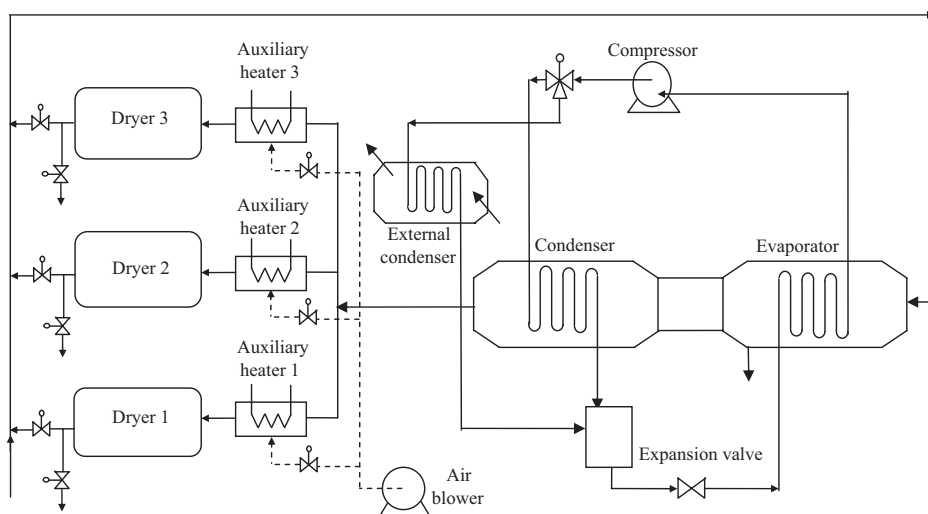 Auxiliary
heater 3
Compressor
Dryer 3
Auxiliary
heater 2
External
condenser
Condenser
Evaporator
Dryer 2
Auxiliary
heater 1
Dryer 1
Expansion valve
Air
blower